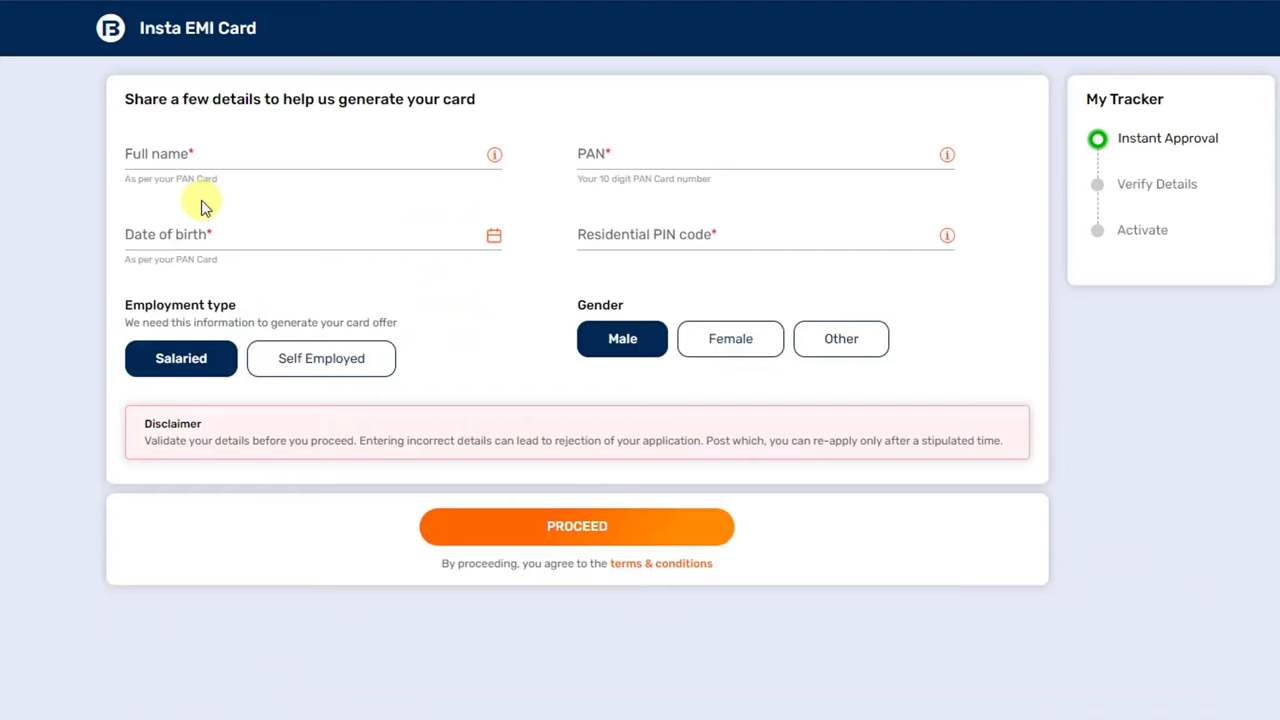 Insta EMI Card
Share a few details to help us generate your card
Full name*
As per your PAN Card
PAN*
Your 10 digit PAN Card number
Date of birth*
As per your PAN Card
Residential PIN code*
Employment type
We need this information to generate your card offer
Salaried
Self Employed
Gender
Male
Female
Other
Disclaimer
Validate your details before you proceed. Entering incorrect details can lead to rejection of your application. Post which, you can re-apply only after a stipulated time.
PROCEED
By proceeding, you agree to the terms & conditions
My Tracker
Instant Approval
Verify Details
Activate